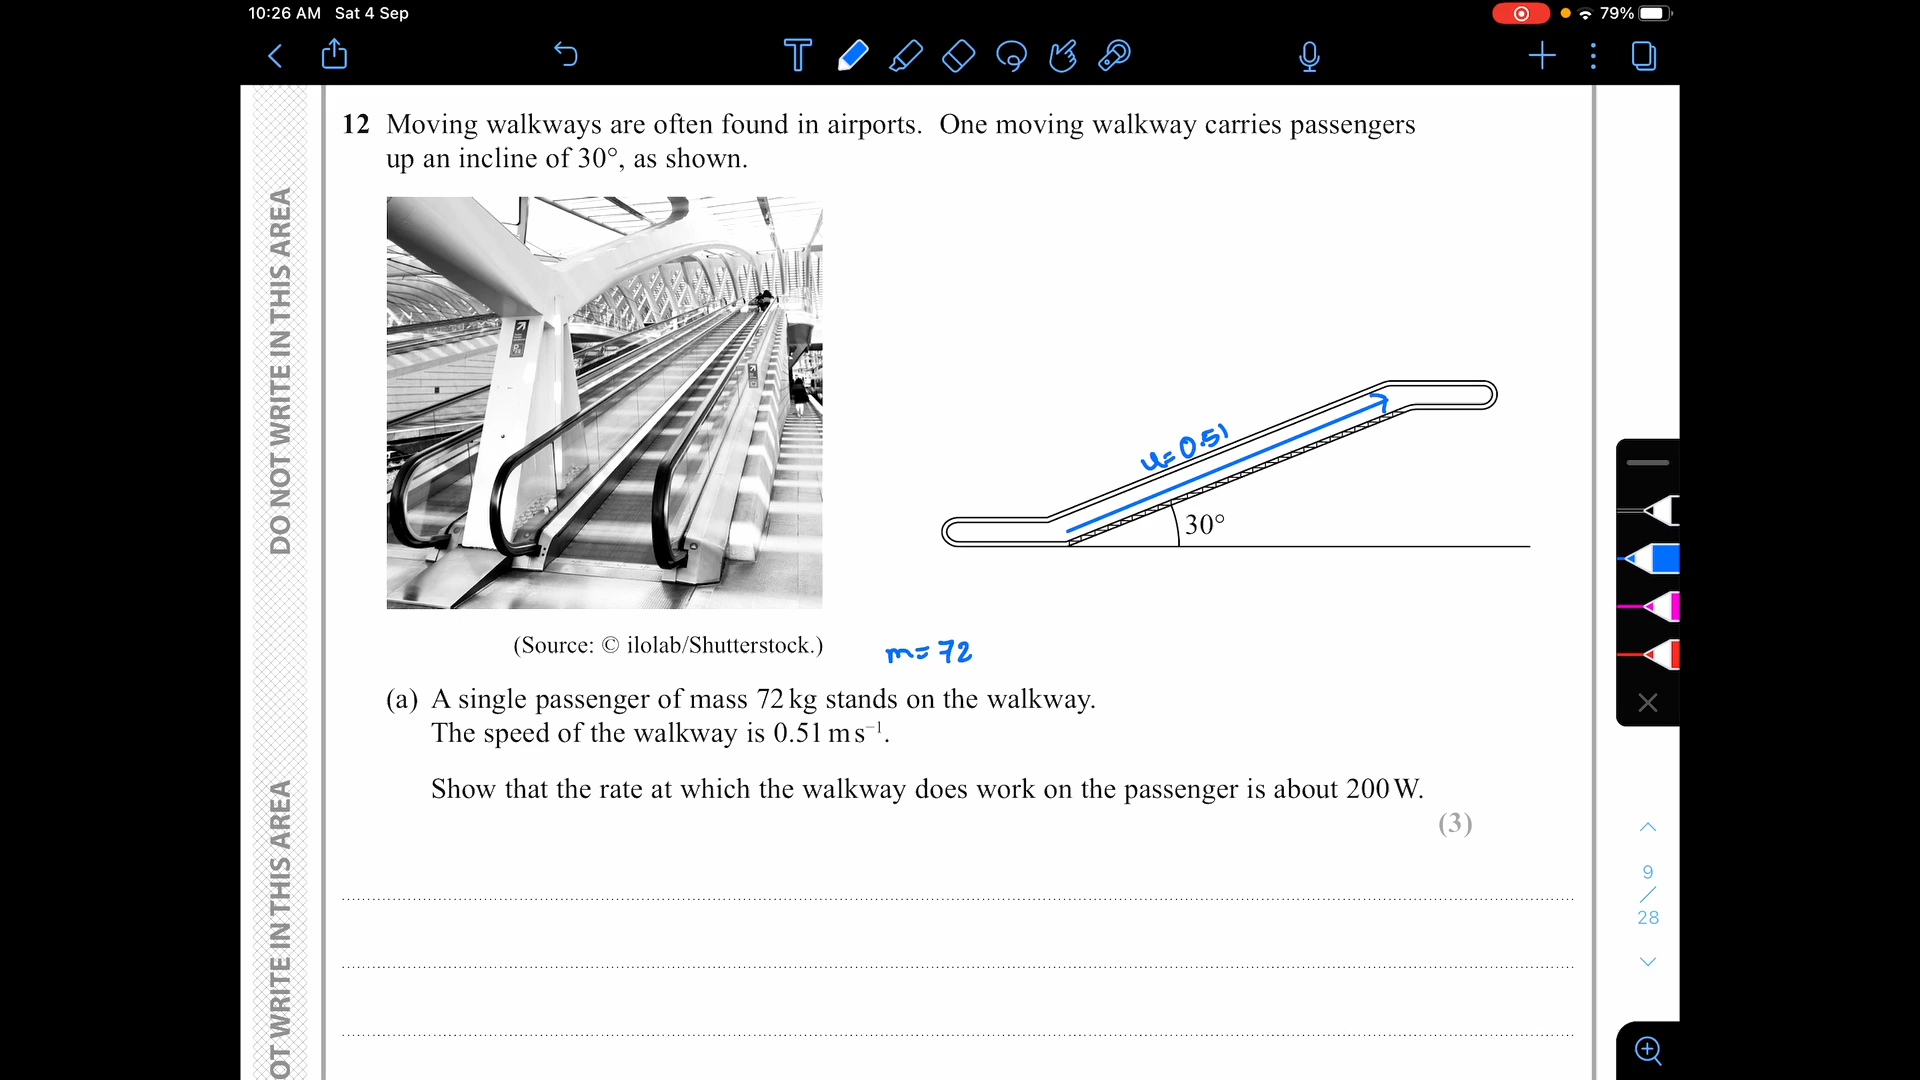 10:26 AM Sat 4 Sep
79%
DO NOT WRITE IN THIS AREA
OT WRITE IN THIS AREA
12 Moving walkways are often found in airports. One moving walkway carries passengers
up an incline of 30°, as shown.
u=0.51
30°
(Source: © ilolab/Shutterstock.)
m=72
(a) A single passenger of mass 72 kg stands on the walkway.
The speed of the walkway is 0.51 m s⁻¹.
Show that the rate at which the walkway does work on the passenger is about 200 W.
(3)
9
/
28